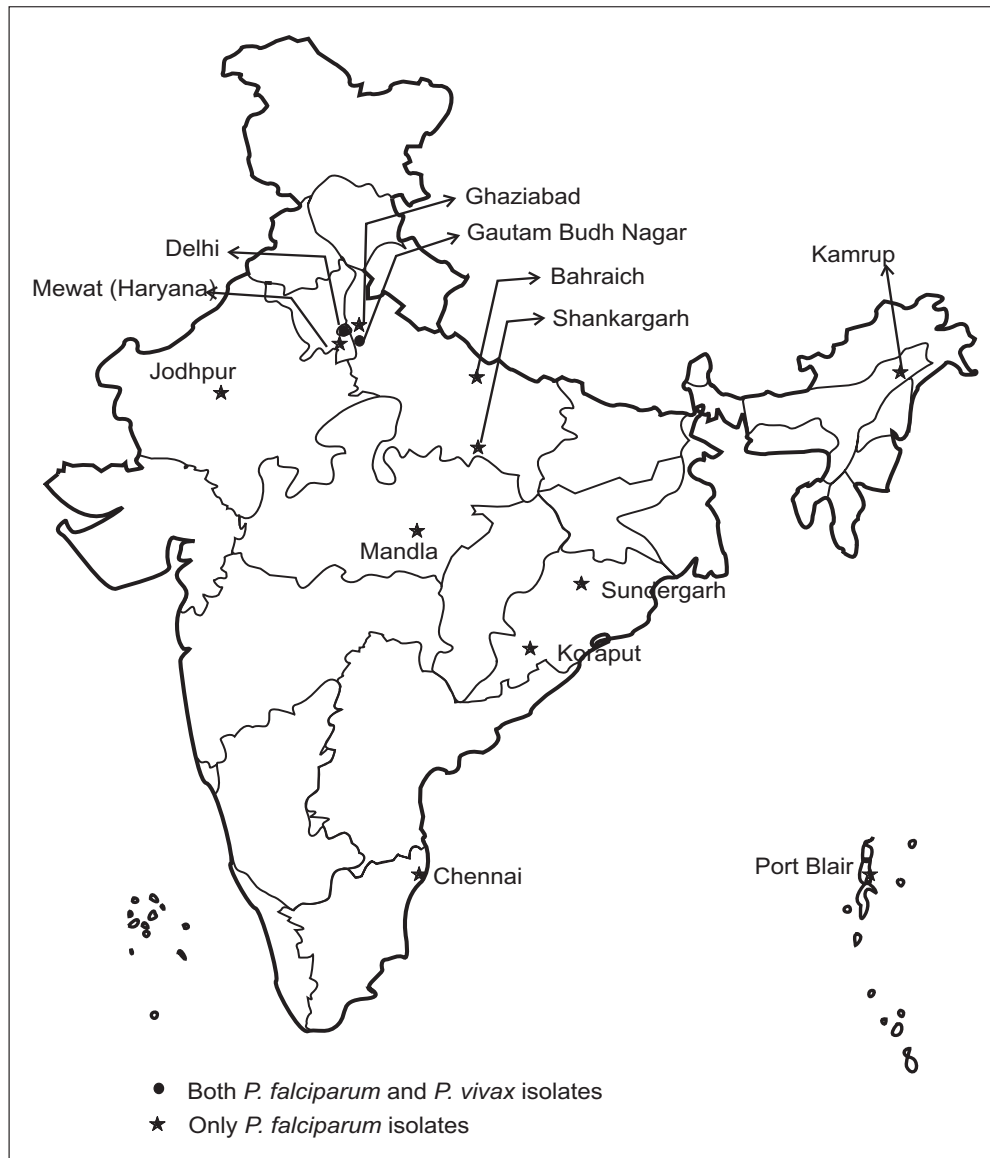 Ghaziabad
Delhi
Gautam Budh Nagar
Kamrup
Mewat (Haryana)
Bahraich
Shankargarh
Jodhpur
Mandla
Sundergarh
Koraput
Port Blair
Chennai
Both P. falciparum and P. vivax isolates
Only P. falciparum isolates